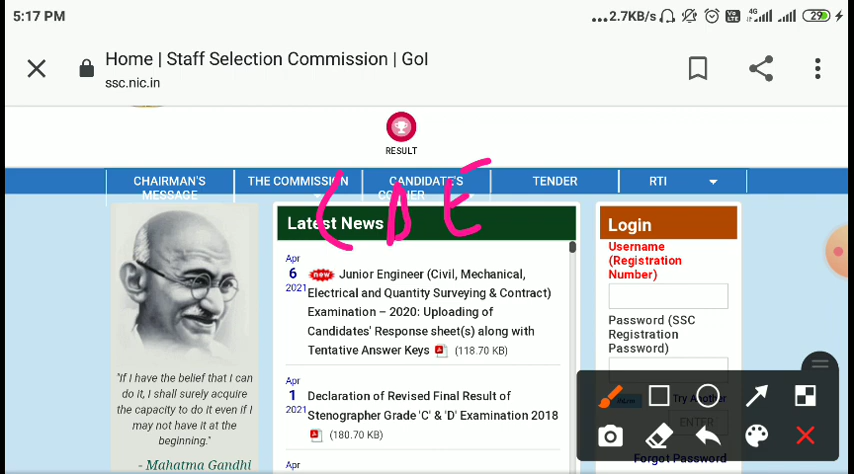 5:17 PM ...2.7KB/s 4G 29
Home | Staff Selection Commission | GoI
ssc.nic.in
RESULT
CHAIRMAN'S MESSAGE THE COMMISSION CANDIDATE'S CORNER TENDER RTI
CDE
Latest News
Apr
6
2021
new Junior Engineer (Civil, Mechanical,
Electrical and Quantity Surveying & Contract)
Examination – 2020: Uploading of
Candidates' Response sheet(s) along with
Tentative Answer Keys (118.70 KB)
Apr
1
2021
Declaration of Revised Final Result of
Stenographer Grade 'C' & 'D' Examination 2018
(180.70 KB)
Apr
Login
Username
(Registration
Number)
Password (SSC
Registration
Password)
Try Another
ENTER
Forgot Password
"If I have the belief that I can
do it, I shall surely acquire
the capacity to do it even if I
may not have it at the
beginning."
- Mahatma Gandhi